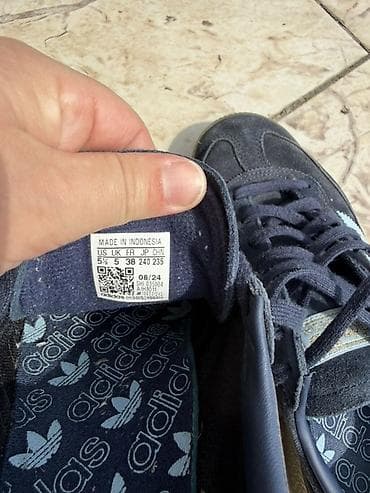 MADE IN INDONESIA
US UK FR JP CHN
5½ 5 38 240 235
08/24
adidas
adidas
adidas
adidas
adidas